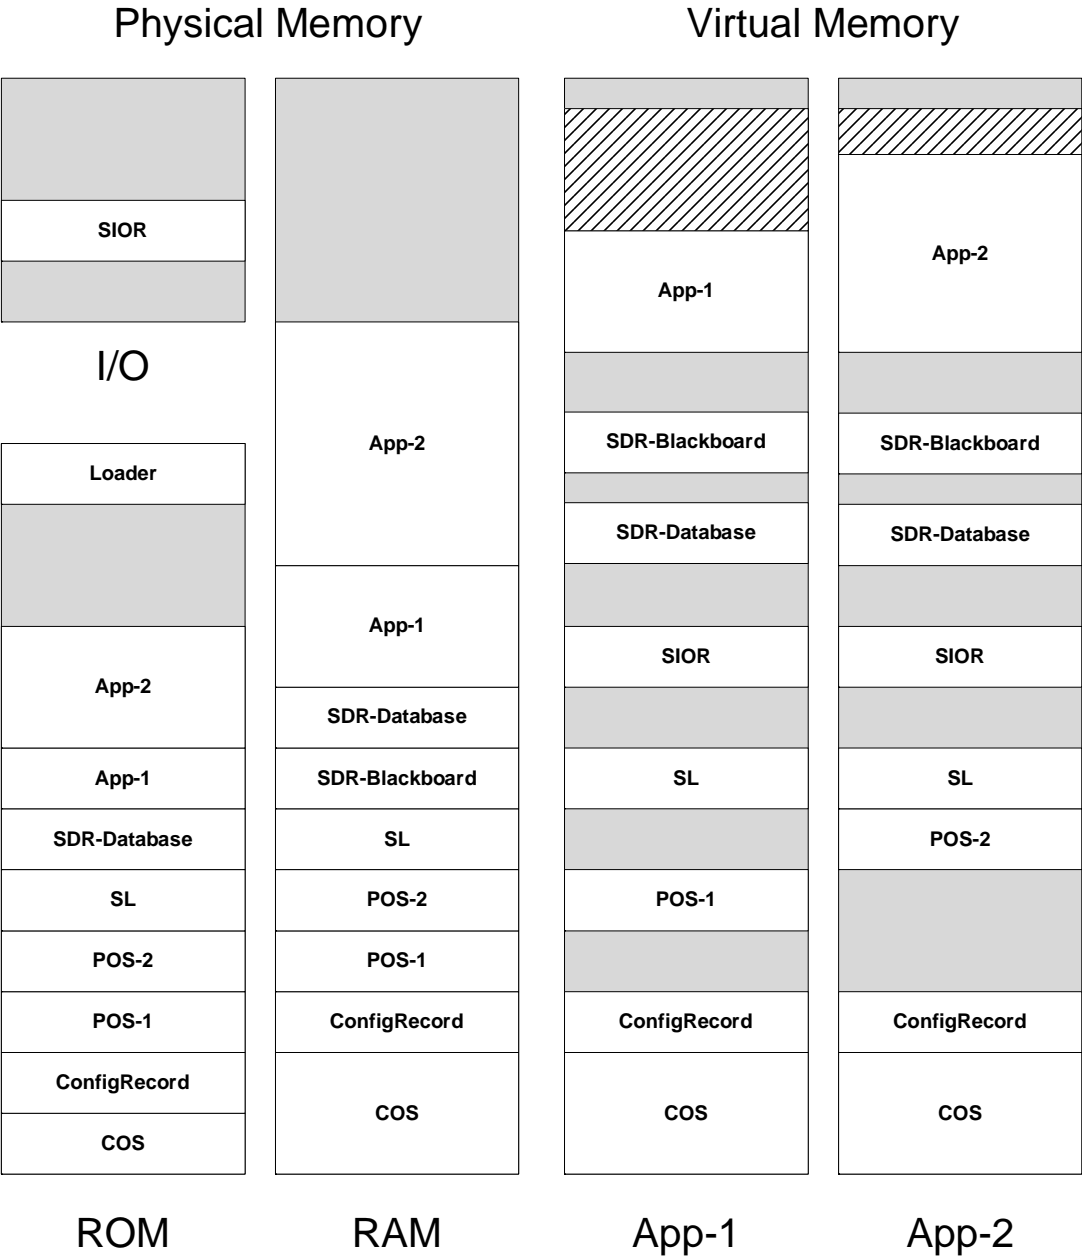 Physical Memory
Virtual Memory
SIOR
I/O
Loader
App-2
App-1
SDR-Database
SL
POS-2
POS-1
ConfigRecord
COS
ROM
App-2
App-1
SDR-Database
SDR-Blackboard
SL
POS-2
POS-1
ConfigRecord
COS
RAM
App-1
SDR-Blackboard
SDR-Database
SIOR
SL
POS-1
ConfigRecord
COS
App-1
App-2
SDR-Blackboard
SDR-Database
SIOR
SL
POS-2
ConfigRecord
COS
App-2